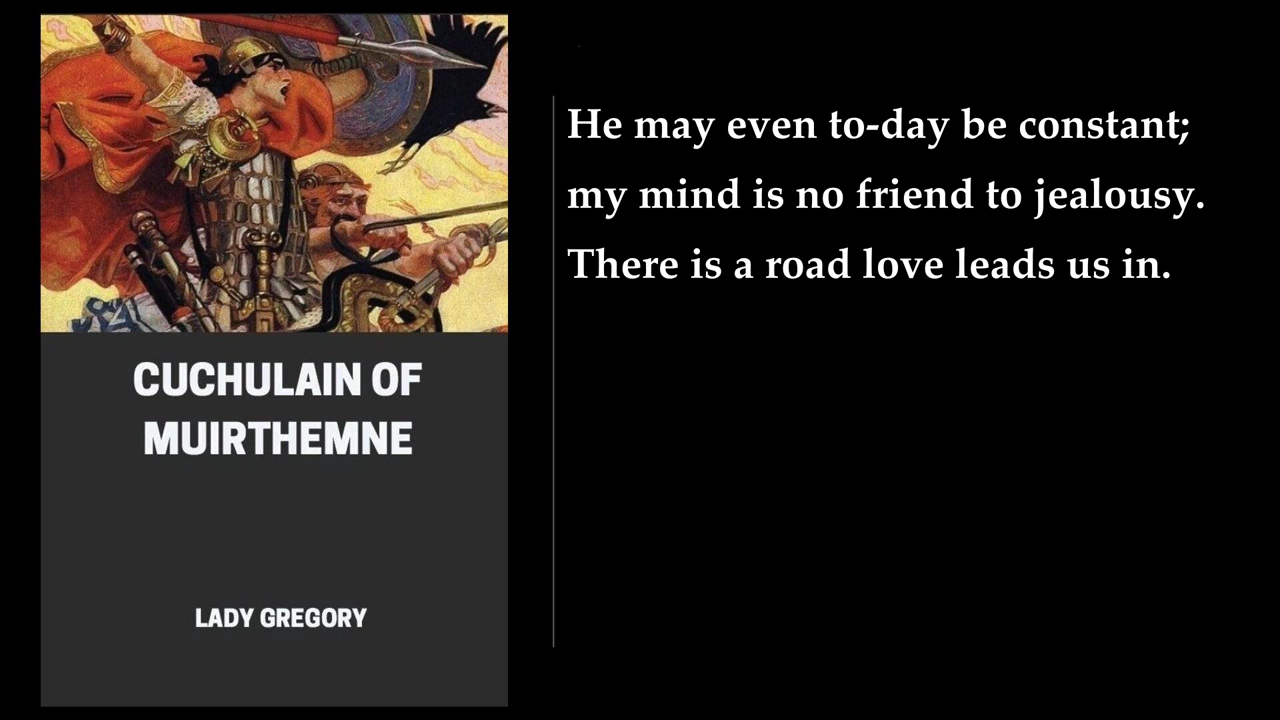 CUCHULAIN OF
MUIRTHEMNE
LADY GREGORY
He may even to-day be constant;
my mind is no friend to jealousy.
There is a road love leads us in.